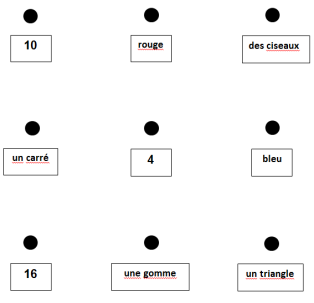 10
rouge
des ciseaux
un carré
4
bleu
16
une gomme
un triangle